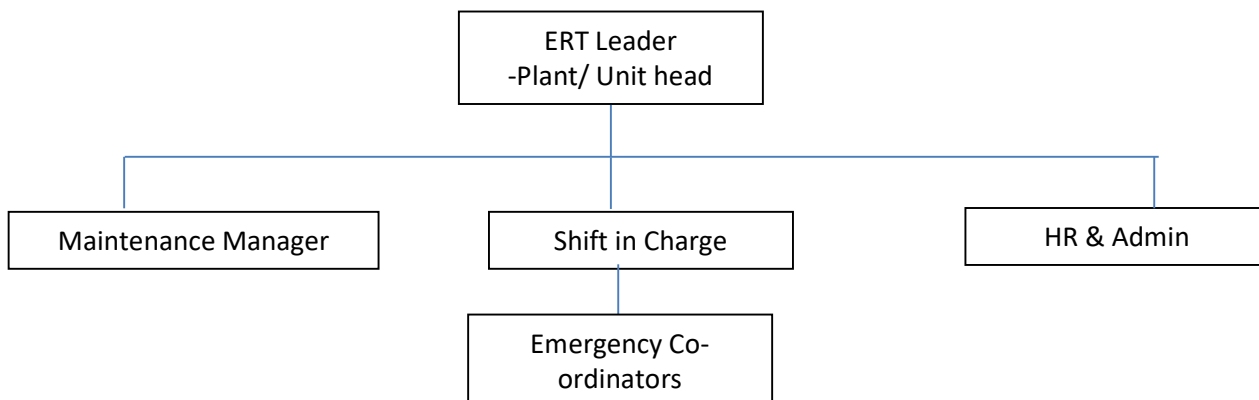 ERT Leader
-Plant/ Unit head
Maintenance Manager
Shift in Charge
HR & Admin
Emergency Co-
ordinators